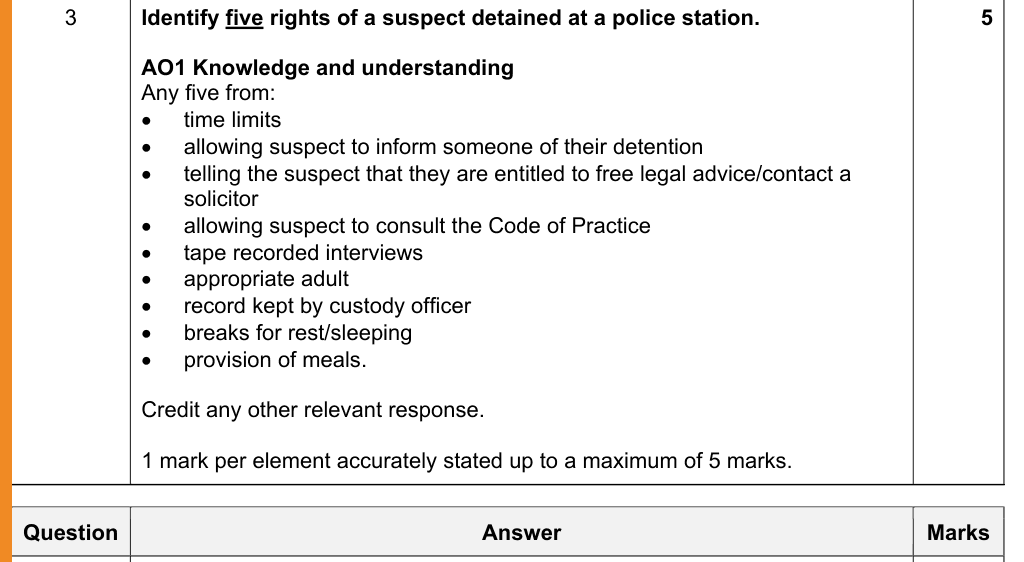 3 Identify five rights of a suspect detained at a police station. 5
AO1 Knowledge and understanding
Any five from:
• time limits
• allowing suspect to inform someone of their detention
• telling the suspect that they are entitled to free legal advice/contact a
solicitor
• allowing suspect to consult the Code of Practice
• tape recorded interviews
• appropriate adult
• record kept by custody officer
• breaks for rest/sleeping
• provision of meals.
Credit any other relevant response.
1 mark per element accurately stated up to a maximum of 5 marks.
Question Answer Marks